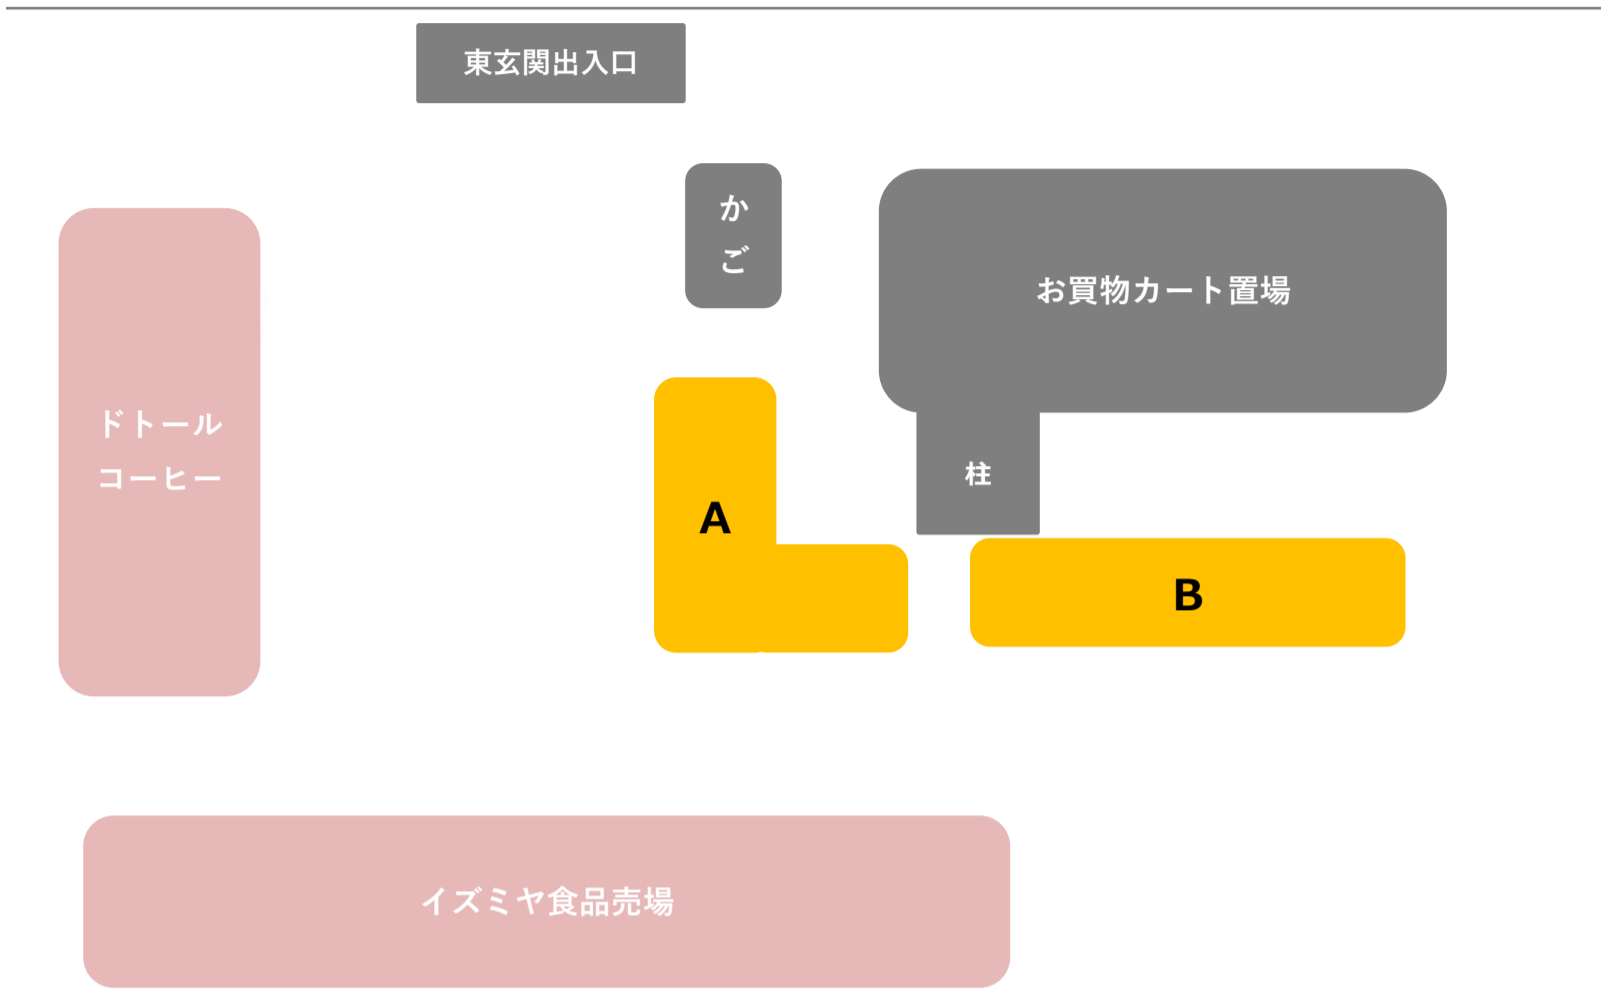 東玄関出入口
か
ご
お買物カート置場
ドトール
コーヒー
柱
A
B
イズミヤ食品売場